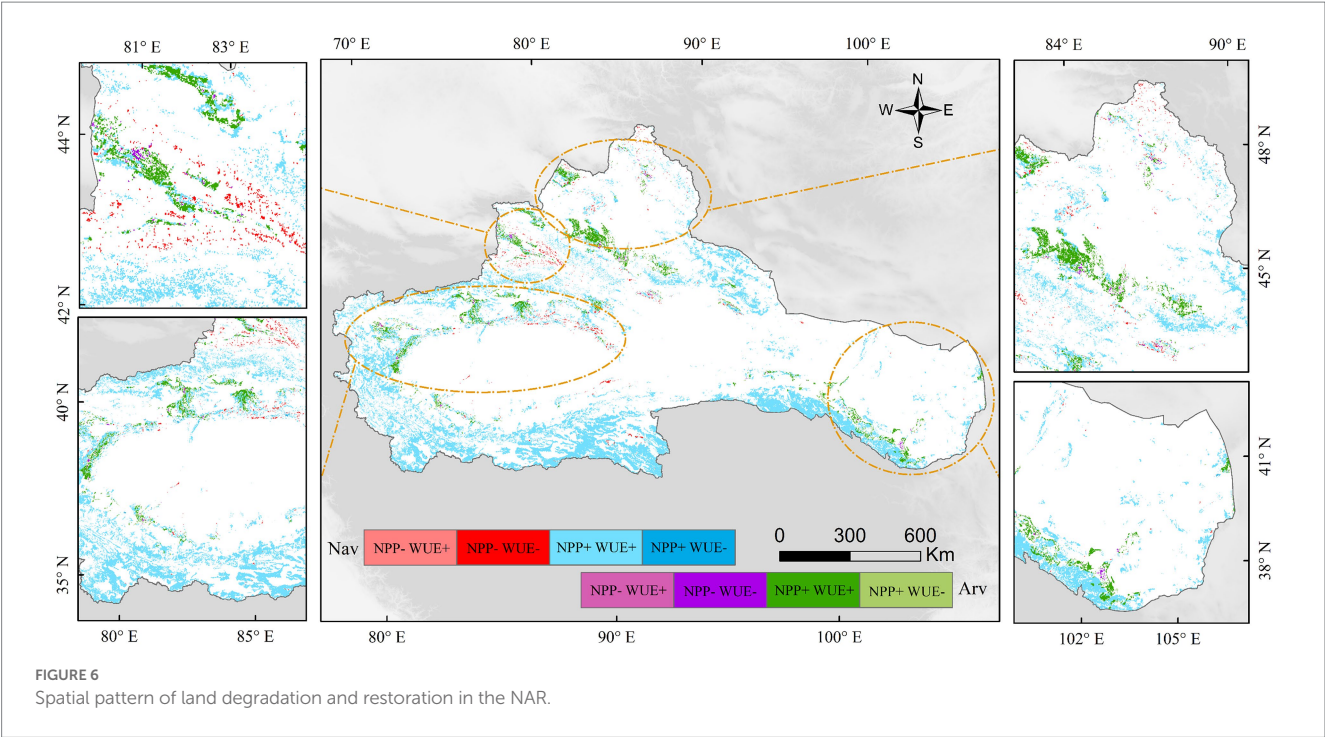 81° E 83° E
70° E 80° E 90° E 100° E
84° E 90° E
44° N
42° N
40° N
35° N
80° E 85° E
N
W E
S
48° N
45° N
41° N
38° N
102° E 105° E
Nav NPP- WUE+ NPP- WUE- NPP+ WUE+ NPP+ WUE-
0 300 600
Km
NPP- WUE+ NPP- WUE- NPP+ WUE+ NPP+ WUE- Arv
80° E 90° E 100° E
FIGURE 6
Spatial pattern of land degradation and restoration in the NAR.